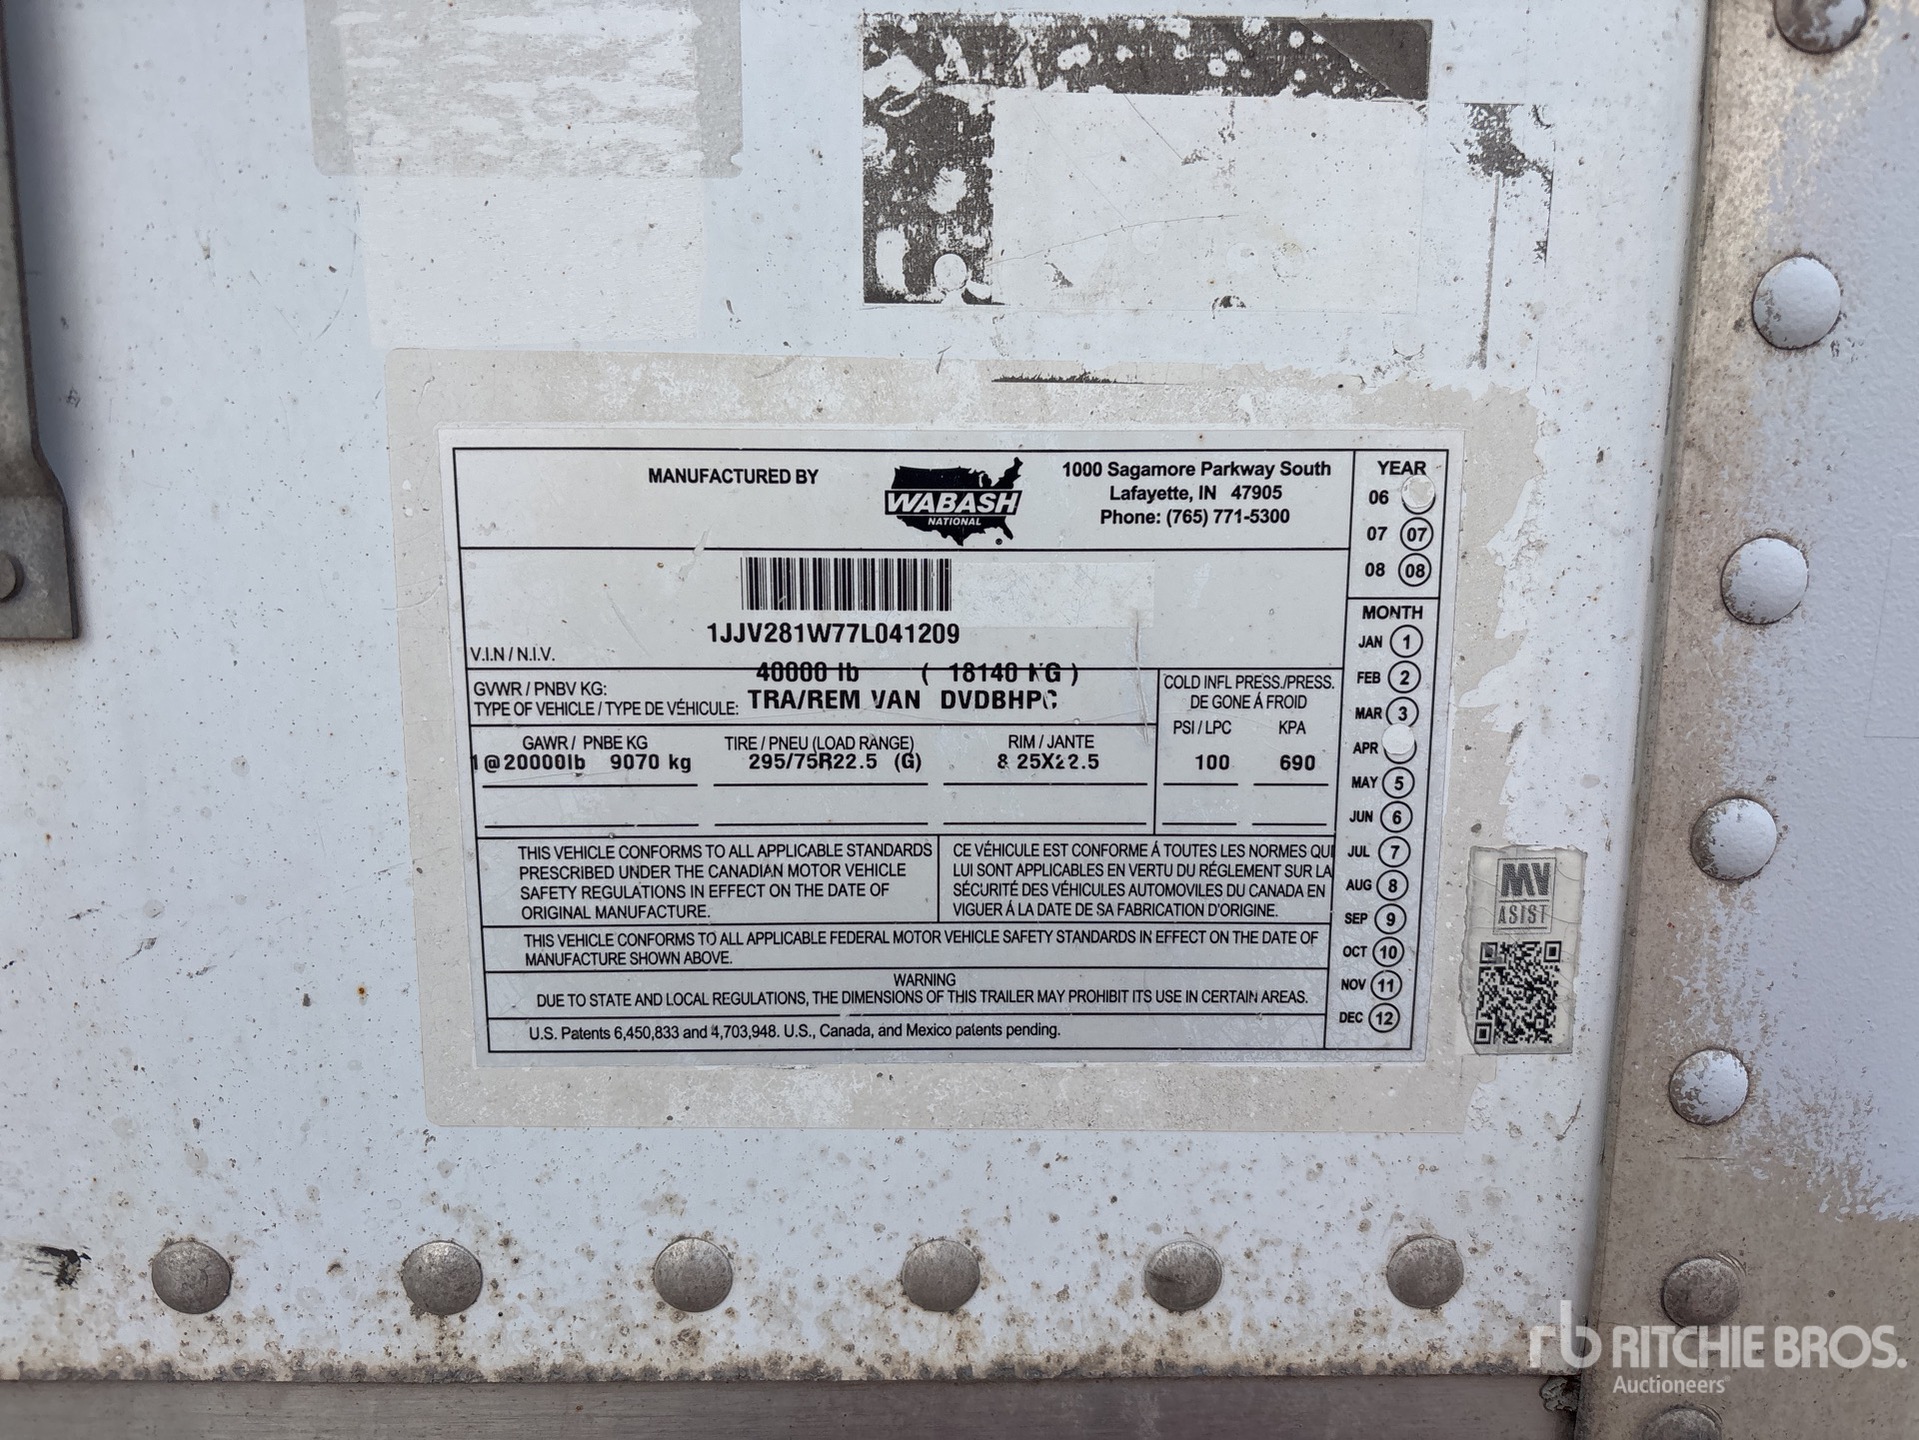 MANUFACTURED BY
WABASH
NATIONAL
1000 Sagamore Parkway South
Lafayette, IN 47905
Phone: (765) 771-5300
YEAR
06
07 07
08 08
1JJV281W77L041209
V.I.N / N.I.V.
MONTH
JAN 1
FEB 2
MAR 3
APR
MAY 5
JUN 6
JUL 7
AUG 8
SEP 9
OCT 10
NOV 11
DEC 12
40000 lb ( 18140 KG )
GVWR / PNBV KG:
TYPE OF VEHICLE / TYPE DE VÉHICULE: TRA/REM VAN DVDBHPC
COLD INFL PRESS./PRESS.
DE GONE Á FROID
PSI / LPC KPA
GAWR / PNBE KG TIRE / PNEU (LOAD RANGE) RIM / JANTE
1@20000lb 9070 kg 295/75R22.5 (G) 8 25X22.5 100 690
THIS VEHICLE CONFORMS TO ALL APPLICABLE STANDARDS
PRESCRIBED UNDER THE CANADIAN MOTOR VEHICLE
SAFETY REGULATIONS IN EFFECT ON THE DATE OF
ORIGINAL MANUFACTURE.
CE VÉHICULE EST CONFORME Á TOUTES LES NORMES QUI
LUI SONT APPLICABLES EN VERTU DU RÉGLEMENT SUR LA
SÉCURITÉ DES VÉHICULES AUTOMOVILES DU CANADA EN
VIGUER Á LA DATE DE SA FABRICATION D'ORIGINE.
THIS VEHICLE CONFORMS TO ALL APPLICABLE FEDERAL MOTOR VEHICLE SAFETY STANDARDS IN EFFECT ON THE DATE OF
MANUFACTURE SHOWN ABOVE.
WARNING
DUE TO STATE AND LOCAL REGULATIONS, THE DIMENSIONS OF THIS TRAILER MAY PROHIBIT ITS USE IN CERTAIN AREAS.
U.S. Patents 6,450,833 and 4,703,948. U.S., Canada, and Mexico patents pending.
MV
ASIST
rb RITCHIE BROS.
Auctioneers